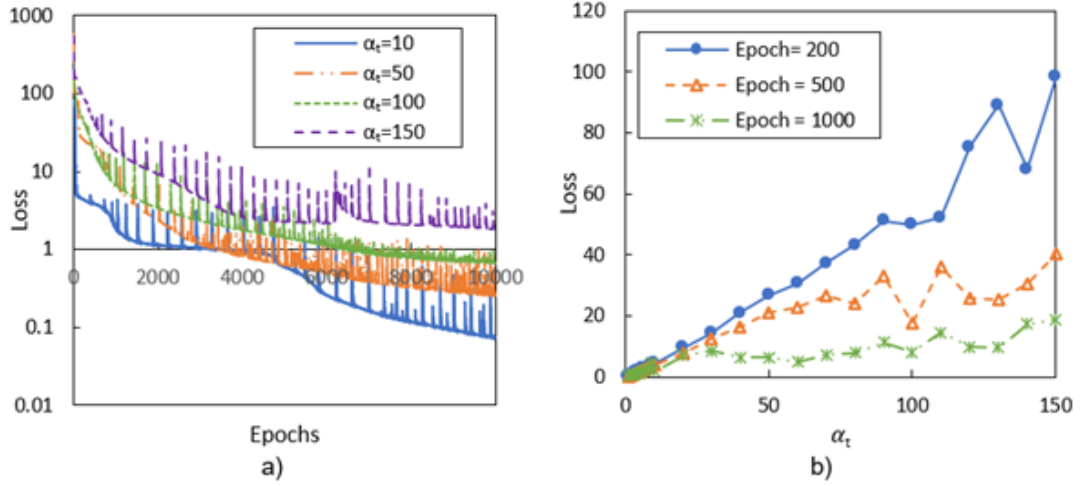 1000
100
10
1
0.1
0.01
Loss
0
2000
4000
6000
8000
10000
Epochs
αₜ=10
αₜ=50
αₜ=100
αₜ=150
a)
120
100
80
60
40
20
0
Loss
0
50
100
150
αₜ
Epoch= 200
Epoch = 500
Epoch = 1000
b)